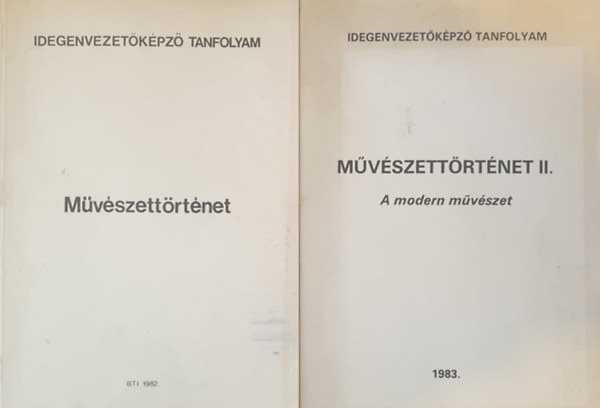 IDEGENVEZETŐKÉPZŐ TANFOLYAM
Művészettörténet
BTI 1982
IDEGENVEZETŐKÉPZŐ TANFOLYAM
MŰVÉSZETTÖRTÉNET II.
A modern művészet
1983.